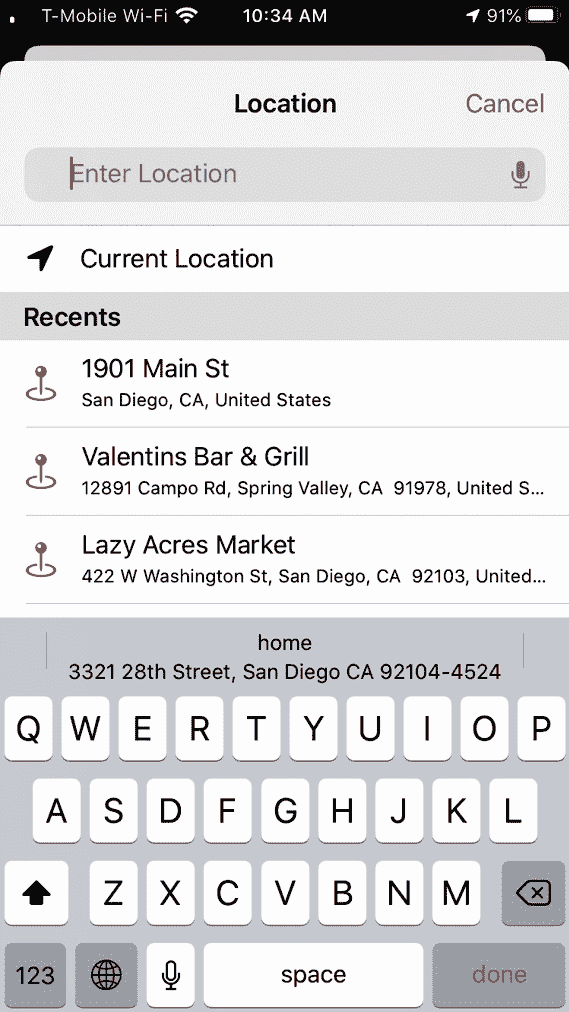 T-Mobile Wi-Fi 10:34 AM 91%
Location Cancel
Enter Location
Current Location
Recents
1901 Main St
San Diego, CA, United States
Valentins Bar & Grill
12891 Campo Rd, Spring Valley, CA 91978, United S...
Lazy Acres Market
422 W Washington St, San Diego, CA 92103, United...
home
3321 28th Street, San Diego CA 92104-4524
Q W E R T Y U I O P
A S D F G H J K L
Z X C V B N M
123 space done